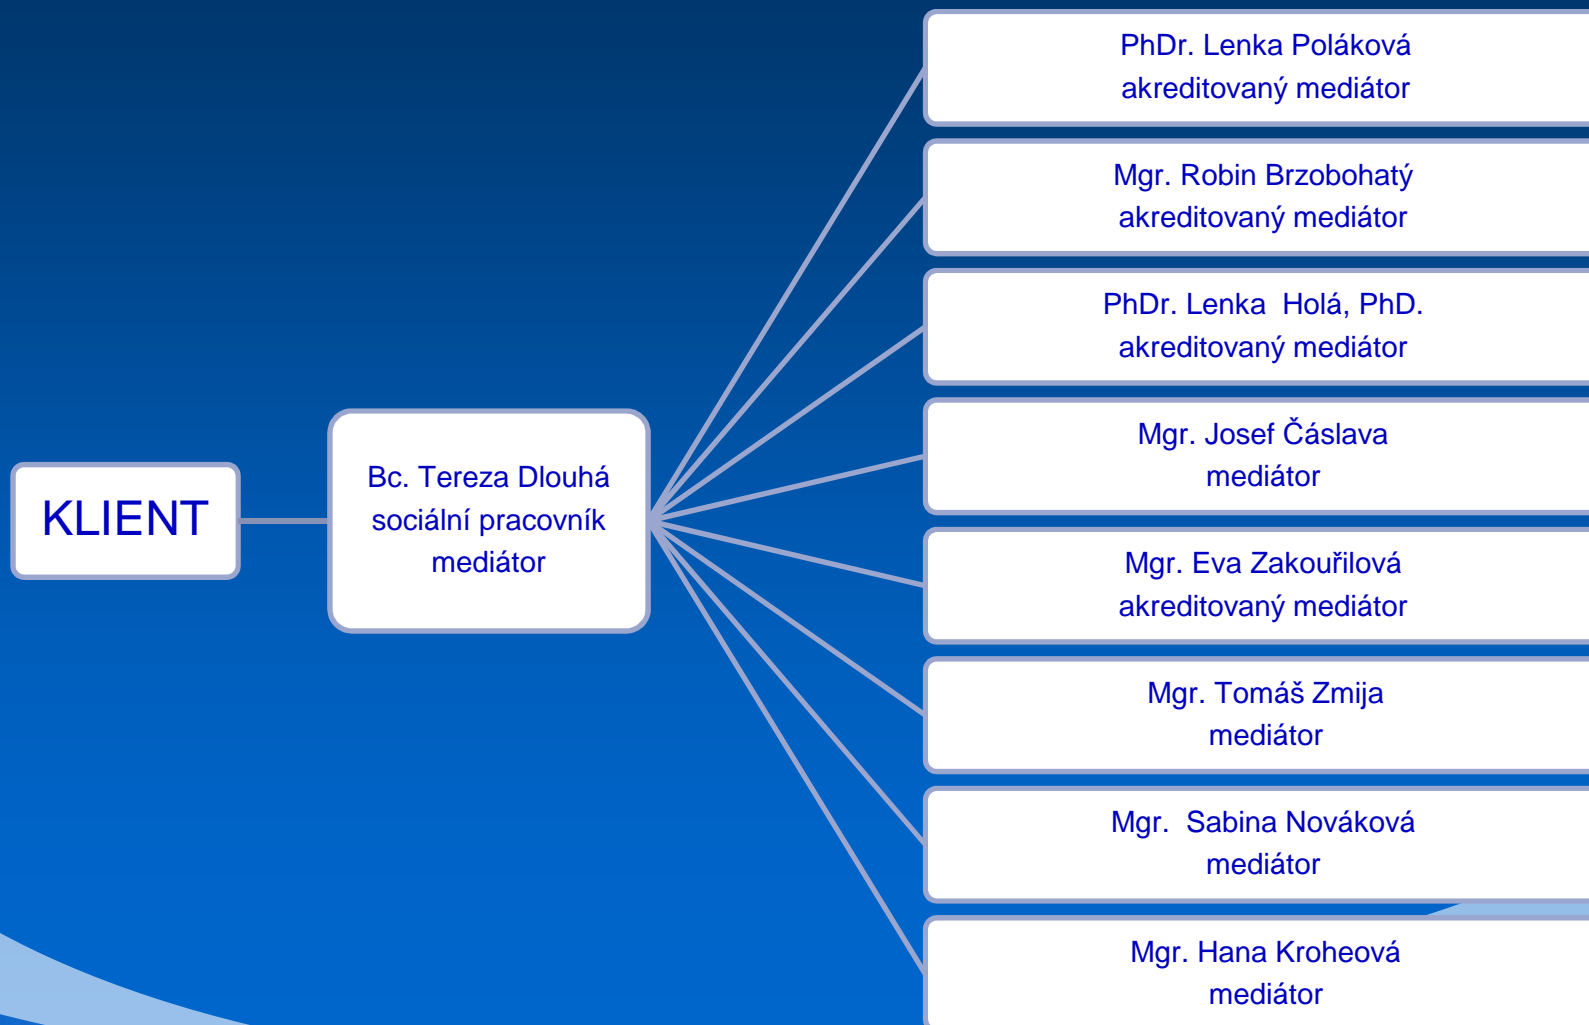 KLIENT
Bc. Tereza Dlouhá
sociální pracovník
mediátor
PhDr. Lenka Poláková
akreditovaný mediátor
Mgr. Robin Brzobohatý
akreditovaný mediátor
PhDr. Lenka  Holá, PhD.
akreditovaný mediátor
Mgr. Josef Čáslava
mediátor
Mgr. Eva Zakouřilová
akreditovaný mediátor
Mgr. Tomáš Zmija
mediátor
Mgr.  Sabina Nováková
mediátor
Mgr. Hana Kroheová
mediátor